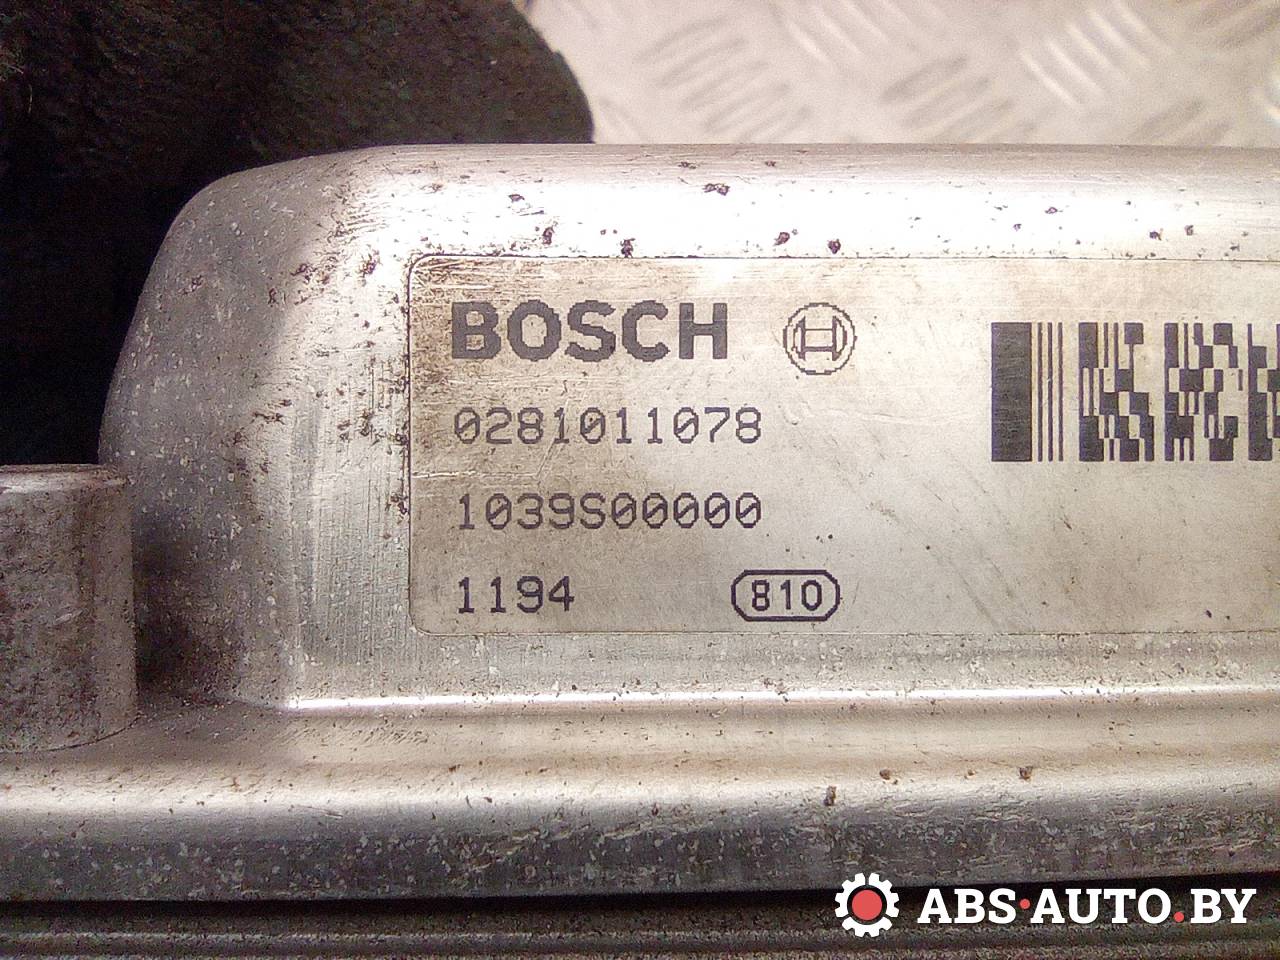 BOSCH
0281011078
1039S00000
1194 810
ABS·AUTO.BY